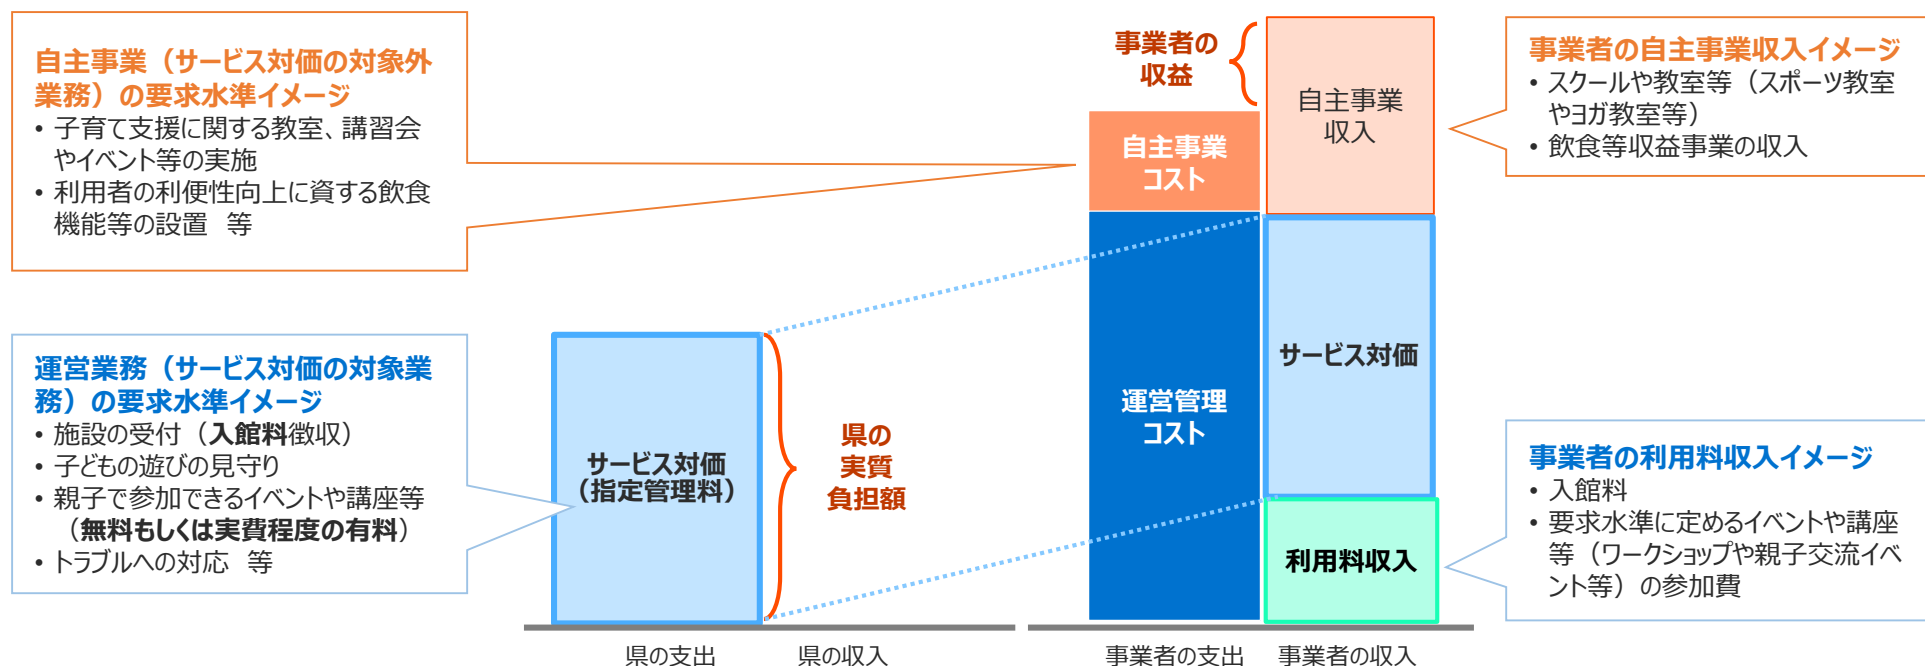 自主事業（サービス対価の対象外
業務）の要求水準イメージ
• 子育て支援に関する教室、講習会
やイベント等の実施
• 利用者の利便性向上に資する飲食
機能等の設置　等
運営業務（サービス対価の対象業
務）の要求水準イメージ
• 施設の受付（入館料徴収）
• 子どもの遊びの見守り
• 親子で参加できるイベントや講座等
（無料もしくは実費程度の有料）
• トラブルへの対応　等
サービス対価
（指定管理料）
県の
実質
負担額
県の支出
県の収入
事業者の
収益
自主事業
コスト
運営管理
コスト
自主事業
収入
サービス対価
利用料収入
事業者の支出
事業者の収入
事業者の自主事業収入イメージ
• スクールや教室等（スポーツ教室
やヨガ教室等）
• 飲食等収益事業の収入
事業者の利用料収入イメージ
• 入館料
• 要求水準に定めるイベントや講座
等（ワークショップや親子交流イベ
ント等）の参加費